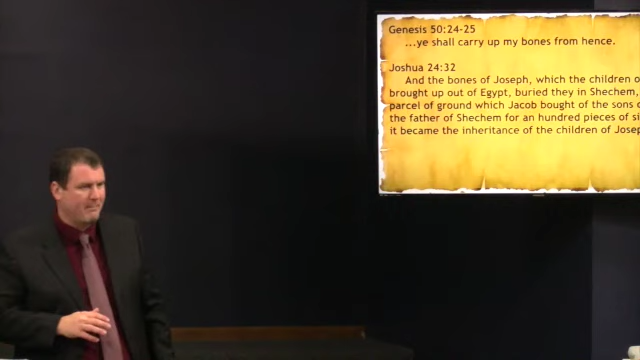 Genesis 50:24-25
...ye shall carry up my bones from hence.
Joshua 24:32
And the bones of Joseph, which the children
brought up out of Egypt, buried they in Shechem,
parcel of ground which Jacob bought of the sons
the father of Shechem for an hundred pieces of
it became the inheritance of the children of